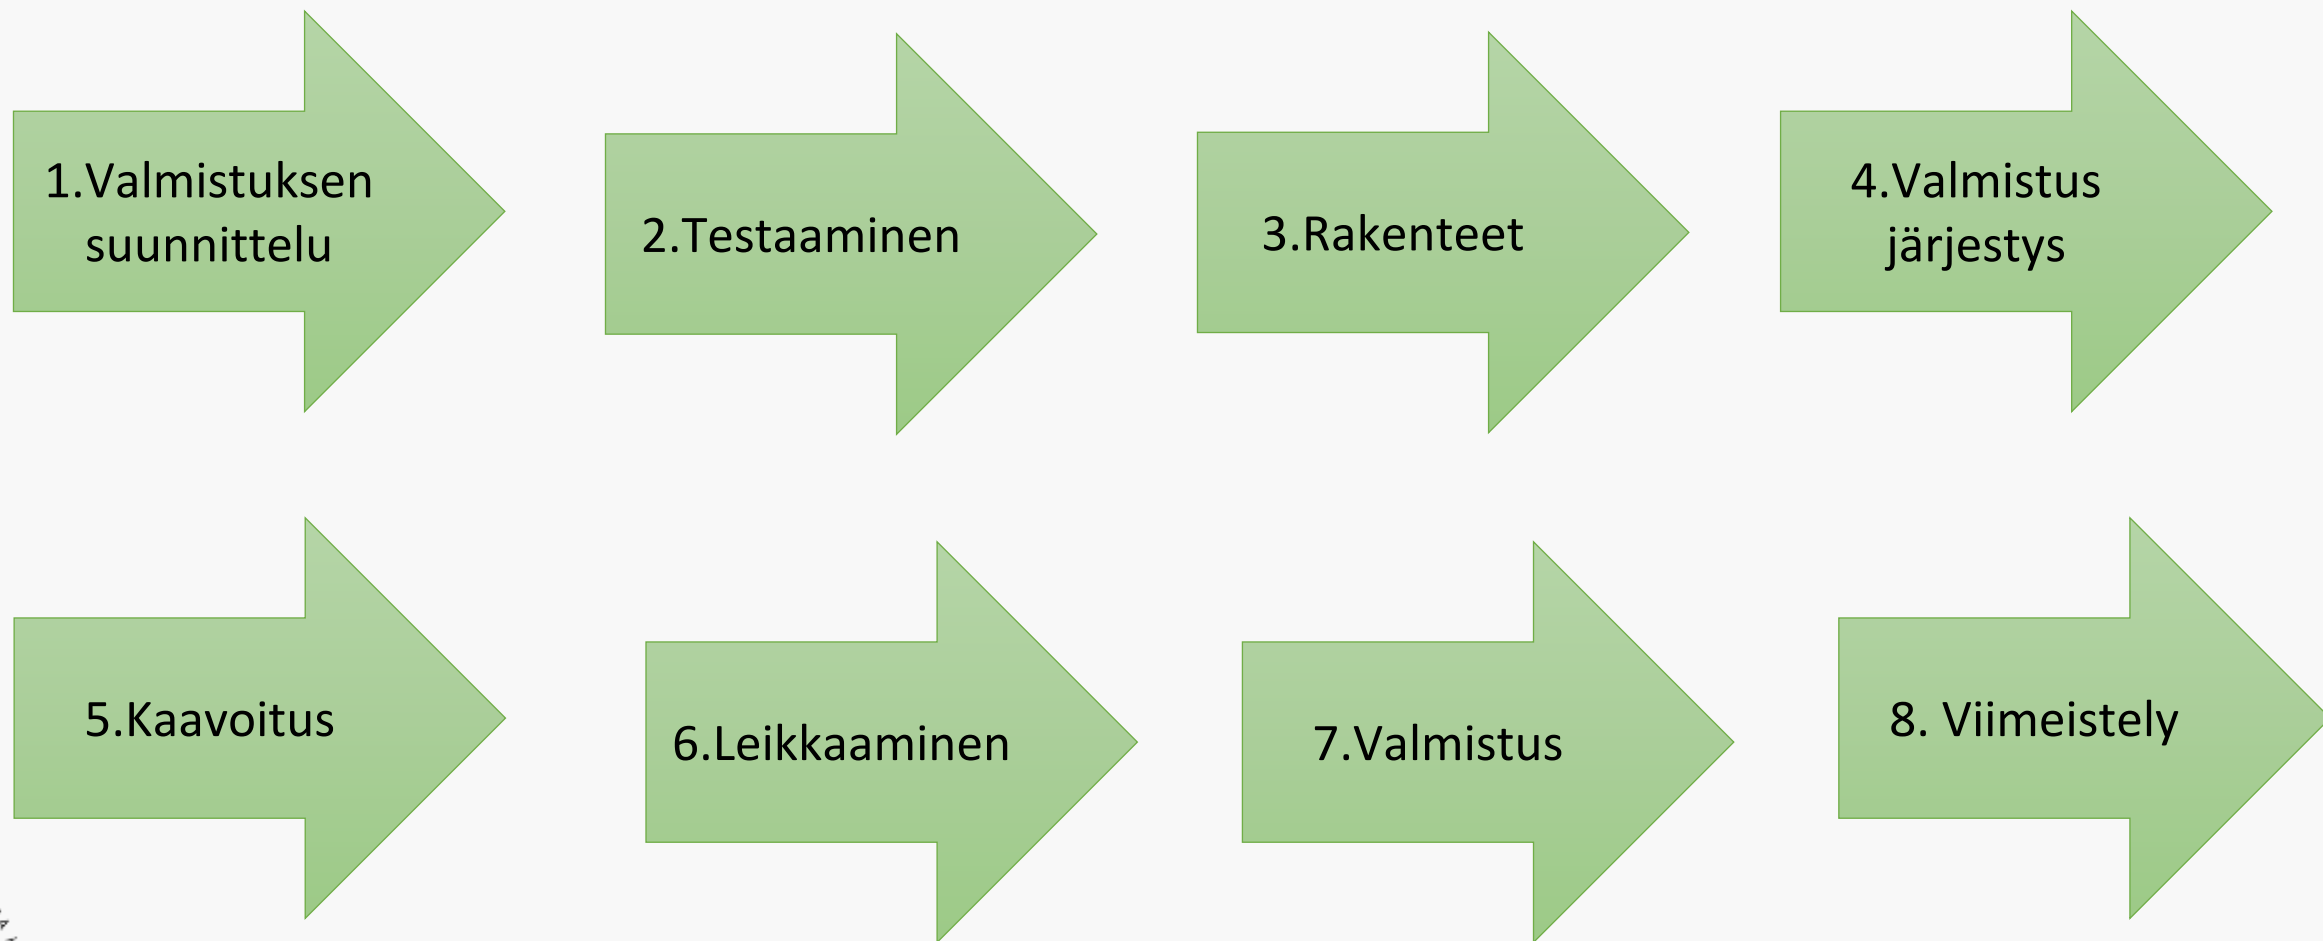 1.Valmistuksen
suunnittelu
2.Testaaminen
3.Rakenteet
4.Valmistus
järjestys
5.Kaavoitus
6.Leikkaaminen
7.Valmistus
8. Viimeistely